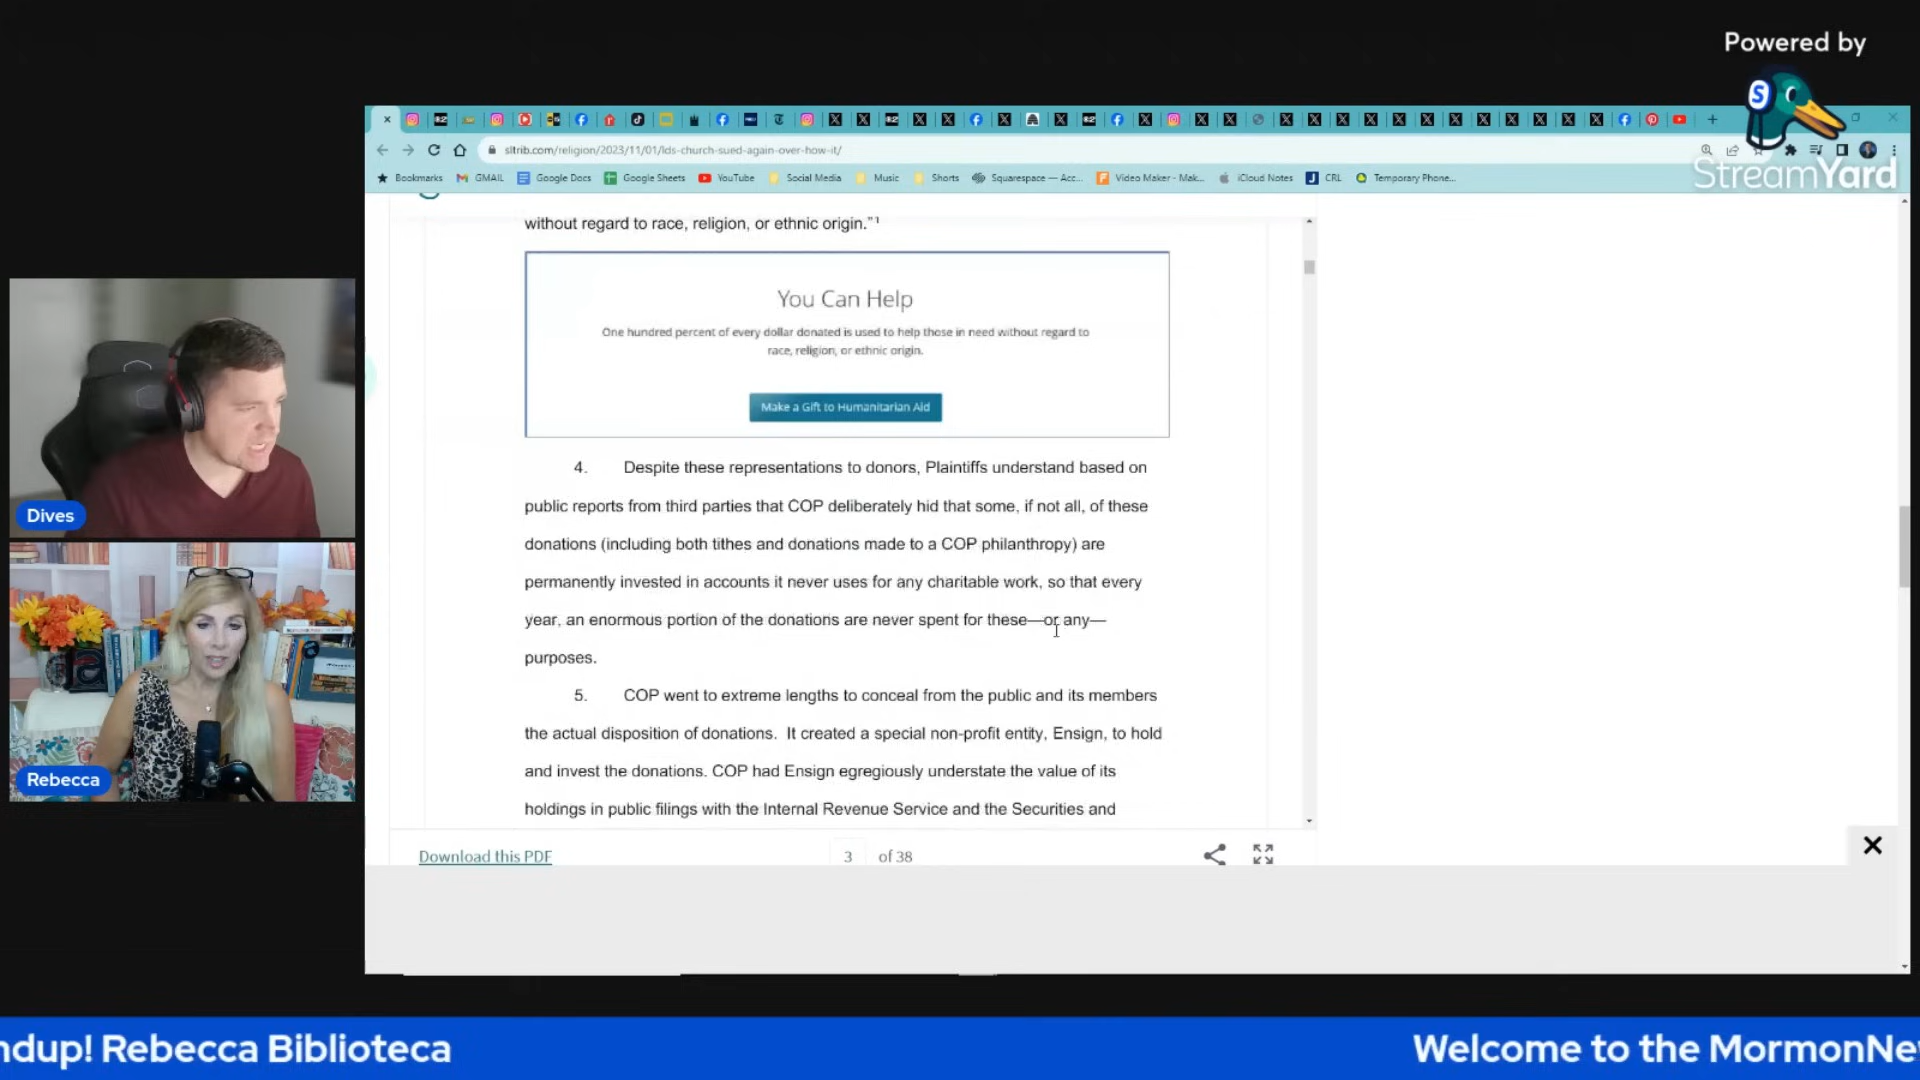 Powered by
StreamYard
sltrib.com/religion/2023/11/01/lds-church-sued-again-over-how-it/
Bookmarks GMAIL Google Docs Google Sheets YouTube Social Media Music Shorts Squarespace — Acc... Video Maker - Mak... iCloud Notes CRL Temporary Phone...
without regard to race, religion, or ethnic origin."1
You Can Help
One hundred percent of every dollar donated is used to help those in need without regard to
race, religion, or ethnic origin.
Make a Gift to Humanitarian Aid
4. Despite these representations to donors, Plaintiffs understand based on
public reports from third parties that COP deliberately hid that some, if not all, of these
donations (including both tithes and donations made to a COP philanthropy) are
permanently invested in accounts it never uses for any charitable work, so that every
year, an enormous portion of the donations are never spent for these—or any—
purposes.
5. COP went to extreme lengths to conceal from the public and its members
the actual disposition of donations. It created a special non-profit entity, Ensign, to hold
and invest the donations. COP had Ensign egregiously understate the value of its
holdings in public filings with the Internal Revenue Service and the Securities and
Download this PDF 3 of 38
Dives
Rebecca
ndup! Rebecca Biblioteca
Welcome to the MormonNe